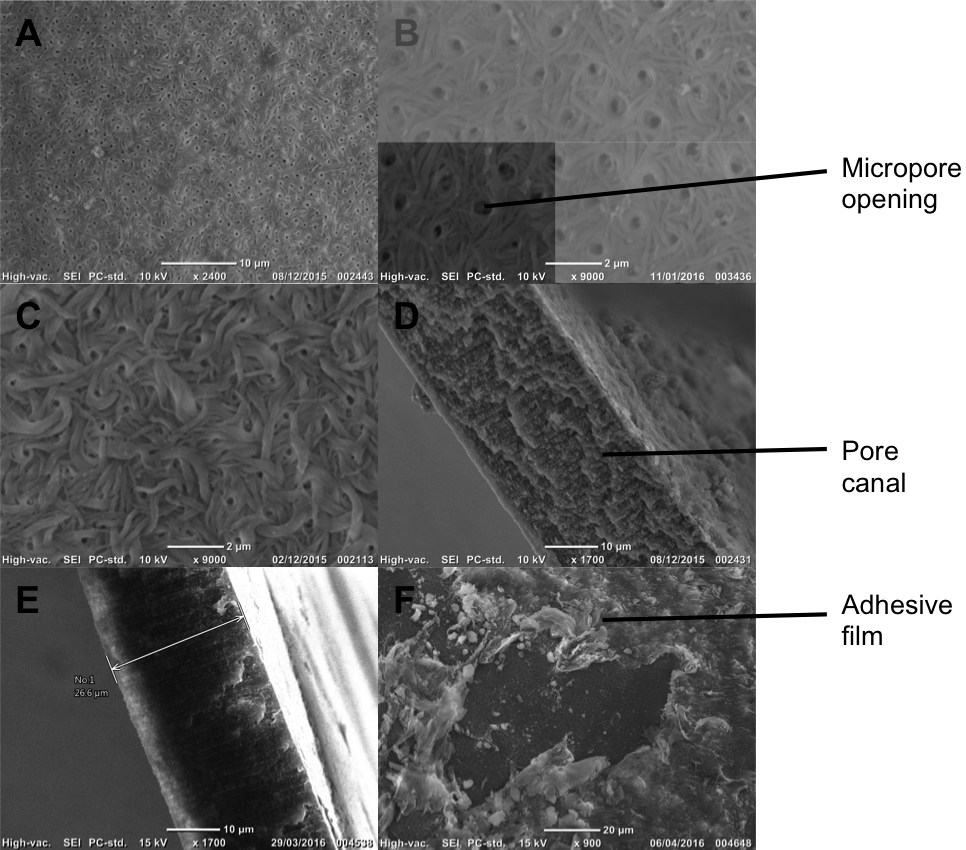 A
10 µm
High-vac. SEI PC-std. 10 kV x 2400 08/12/2015 002443
B
2 µm
High-vac. SEI PC-std. 10 kV x 9000 11/01/2016 003436
Micropore
opening
C
2 µm
High-vac. SEI PC-std. 10 kV x 9000 02/12/2015 002113
D
10 µm
High-vac. SEI PC-std. 10 kV x 1700 08/12/2015 002431
Pore
canal
E
No.1
26.6 µm
10 µm
High-vac. SEI PC-std. 15 kV x 1700 29/03/2016 004538
F
20 µm
High-vac. SEI PC-std. 15 kV x 900 06/04/2016 004648
Adhesive
film